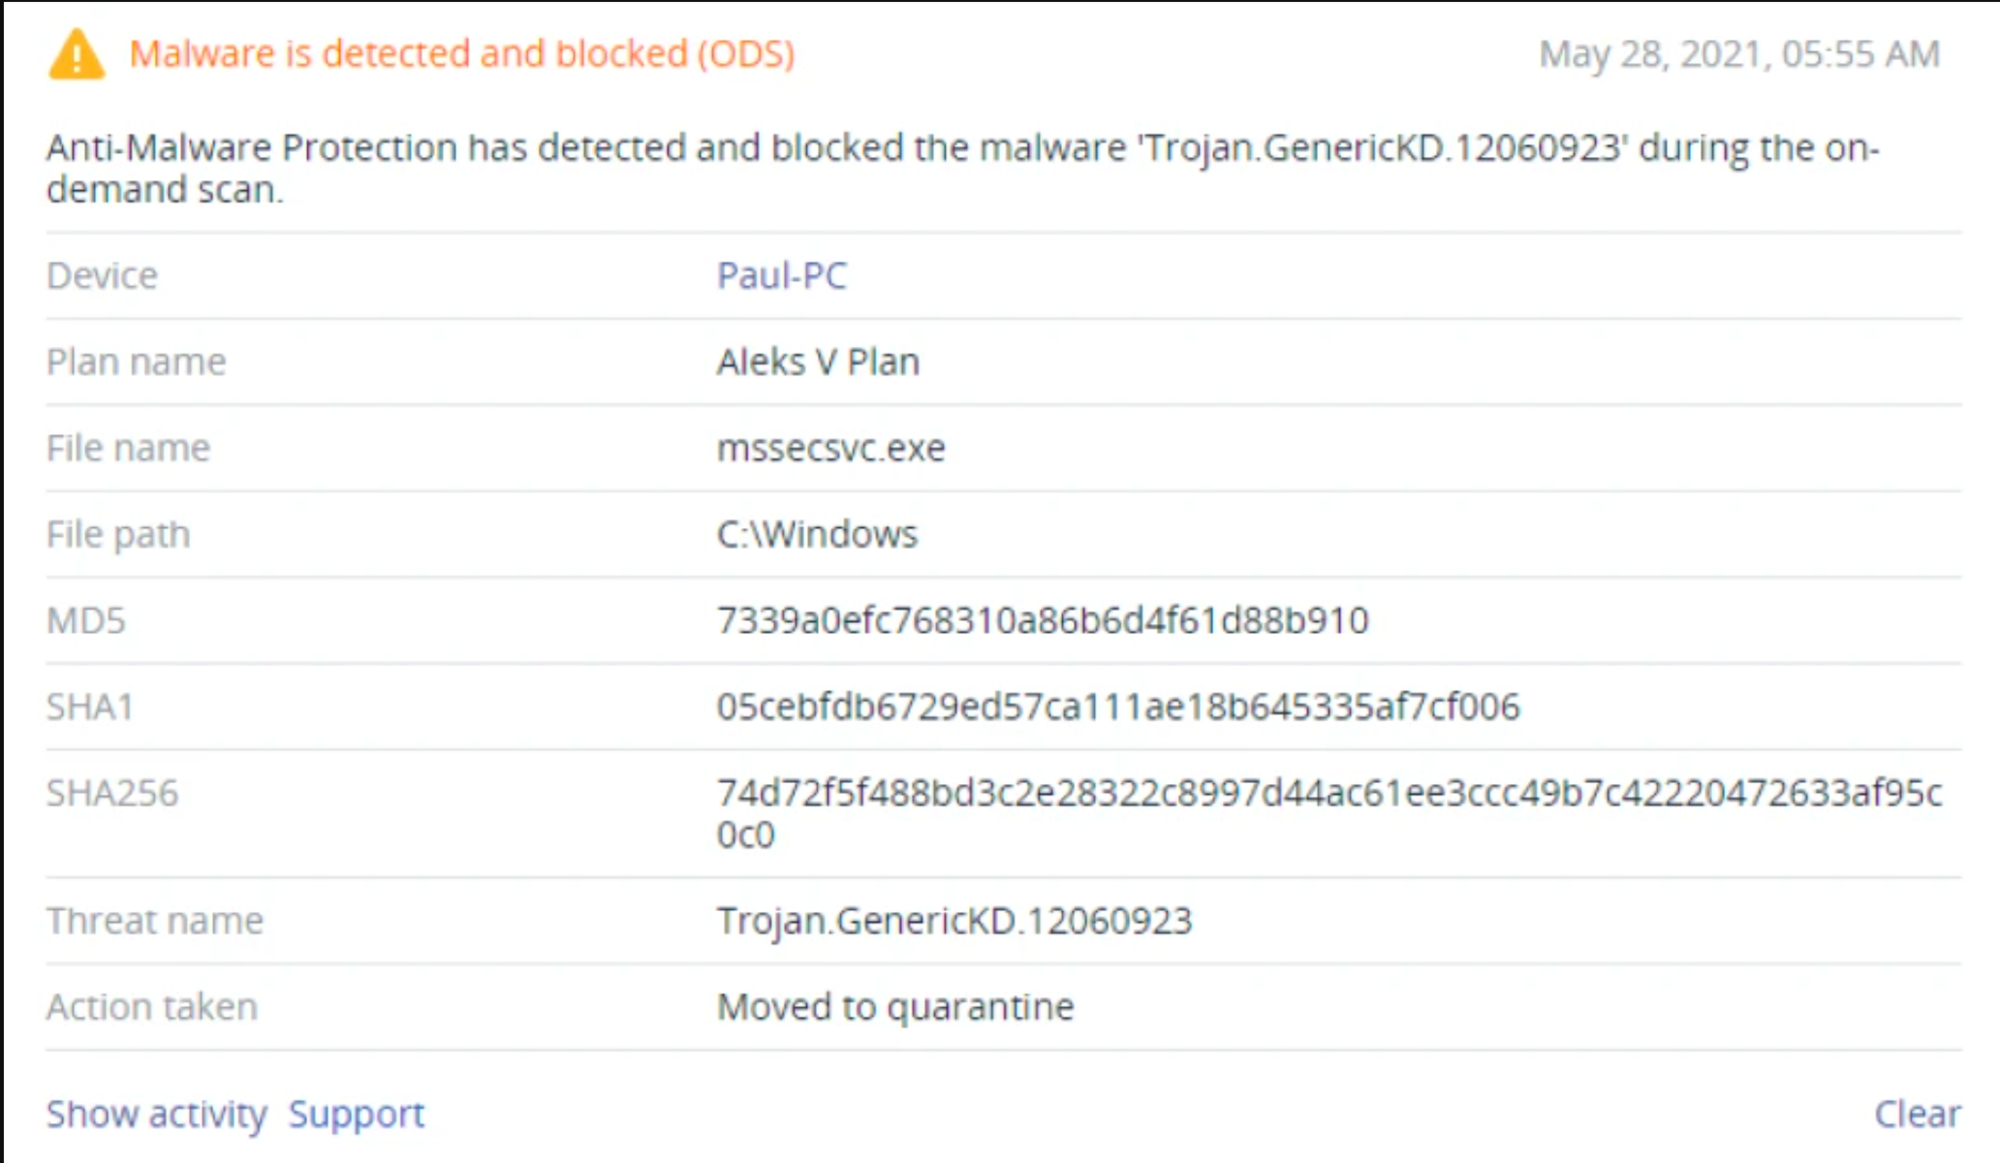 Malware is detected and blocked (ODS) May 28, 2021, 05:55 AM
Anti-Malware Protection has detected and blocked the malware 'Trojan.GenericKD.12060923' during the on-
demand scan.
Device Paul-PC
Plan name Aleks V Plan
File name mssecsvc.exe
File path C:\Windows
MD5 7339a0efc768310a86b6d4f61d88b910
SHA1 05cebfdb6729ed57ca111ae18b645335af7cf006
SHA256 74d72f5f488bd3c2e28322c8997d44ac61ee3ccc49b7c42220472633af95c
0c0
Threat name Trojan.GenericKD.12060923
Action taken Moved to quarantine
Show activity Support Clear